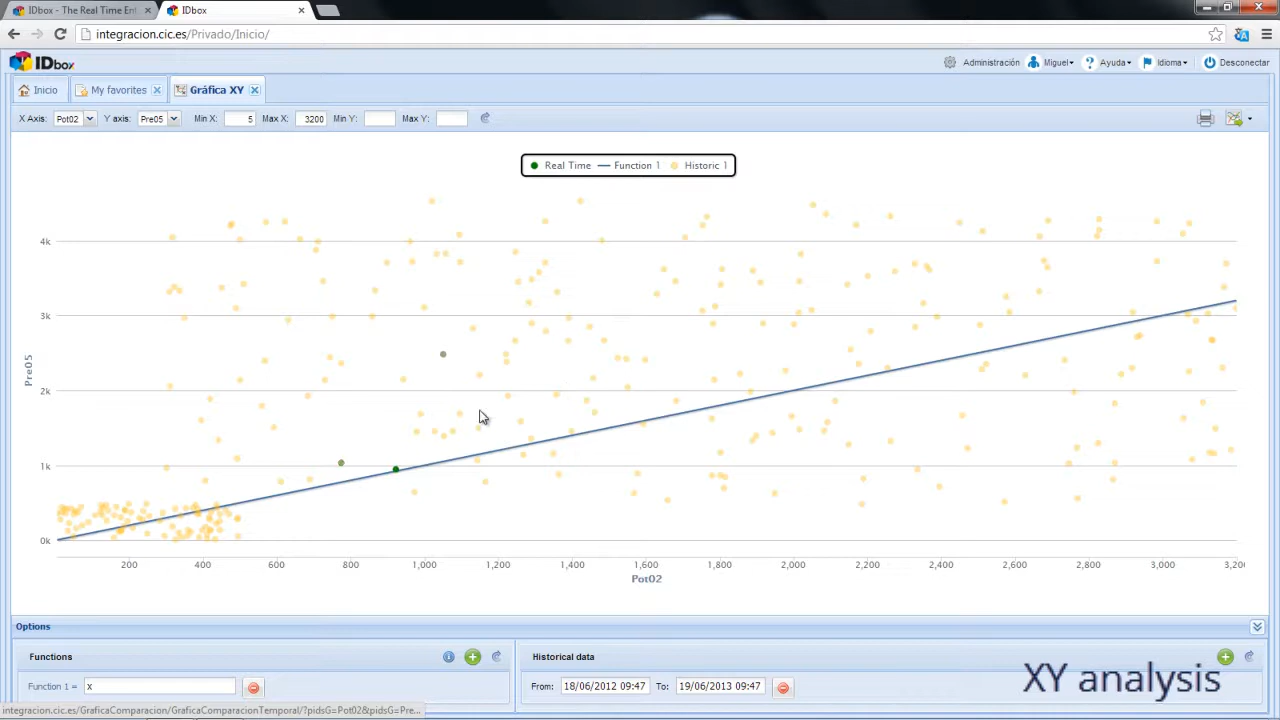 IDbox - The Real Time Ent
IDbox
integracion.cic.es/Privado/Inicio/
IDbox
Administración Miguel Ayuda Idioma Desconectar
Inicio My favorites Gráfica XY
X Axis: Pot02 Y axis: Pre05 Min X: 5 Max X: 3200 Min Y: Max Y:
Real Time Function 1 Historic 1
4k
3k
2k
1k
0k
Pre05
200 400 600 800 1,000 1,200 1,400 1,600 1,800 2,000 2,200 2,400 2,600 2,800 3,000 3,20
Pot02
Options
Functions
Historical data
Function 1 = x
From: 18/06/2012 09:47 To: 19/06/2013 09:47
XY analysis
integracion.cic.es/GraficaComparacion/GraficaComparacionTemporal/?pidsG=Pot02&pidsG=Pre...